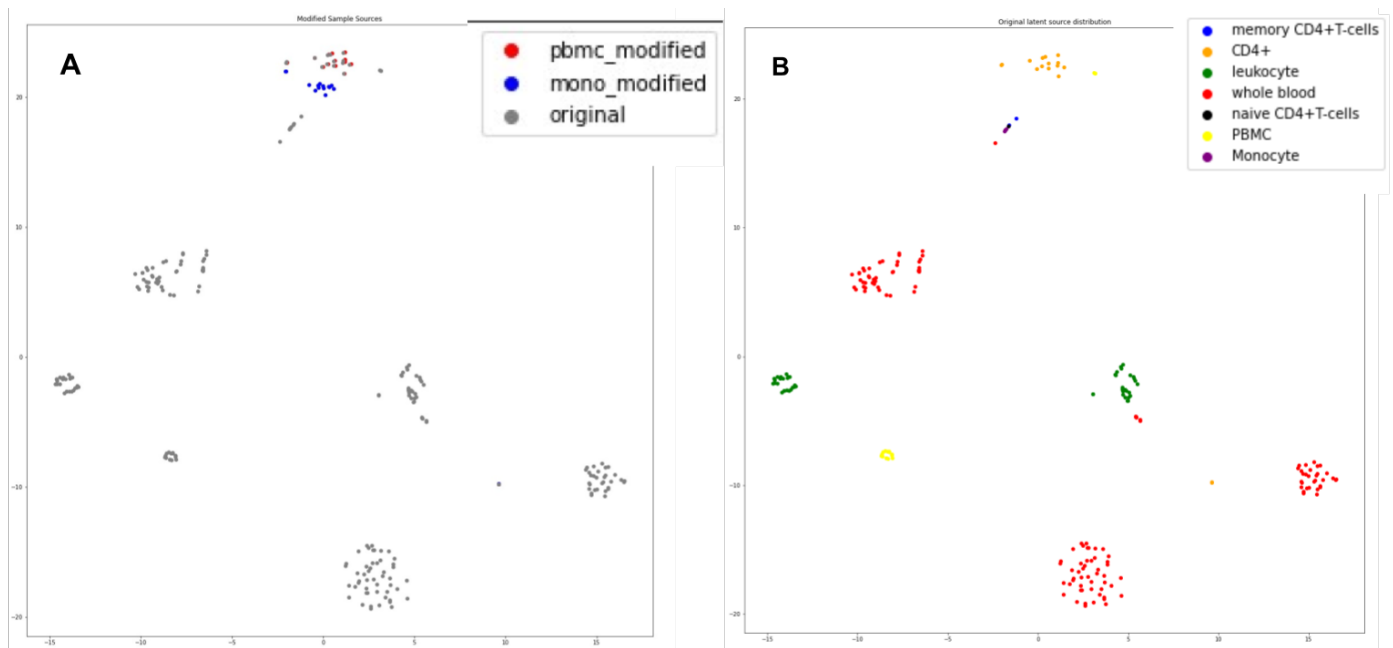 Modified Sample Sources
A
pbmc_modified
mono_modified
original
20
10
0
−10
−20
−15
−10
−5
0
5
10
15
Original latent source distribution
B
memory CD4+T-cells
CD4+
leukocyte
whole blood
naive CD4+T-cells
PBMC
Monocyte
20
10
0
−10
−20
−15
−10
−5
0
5
10
15